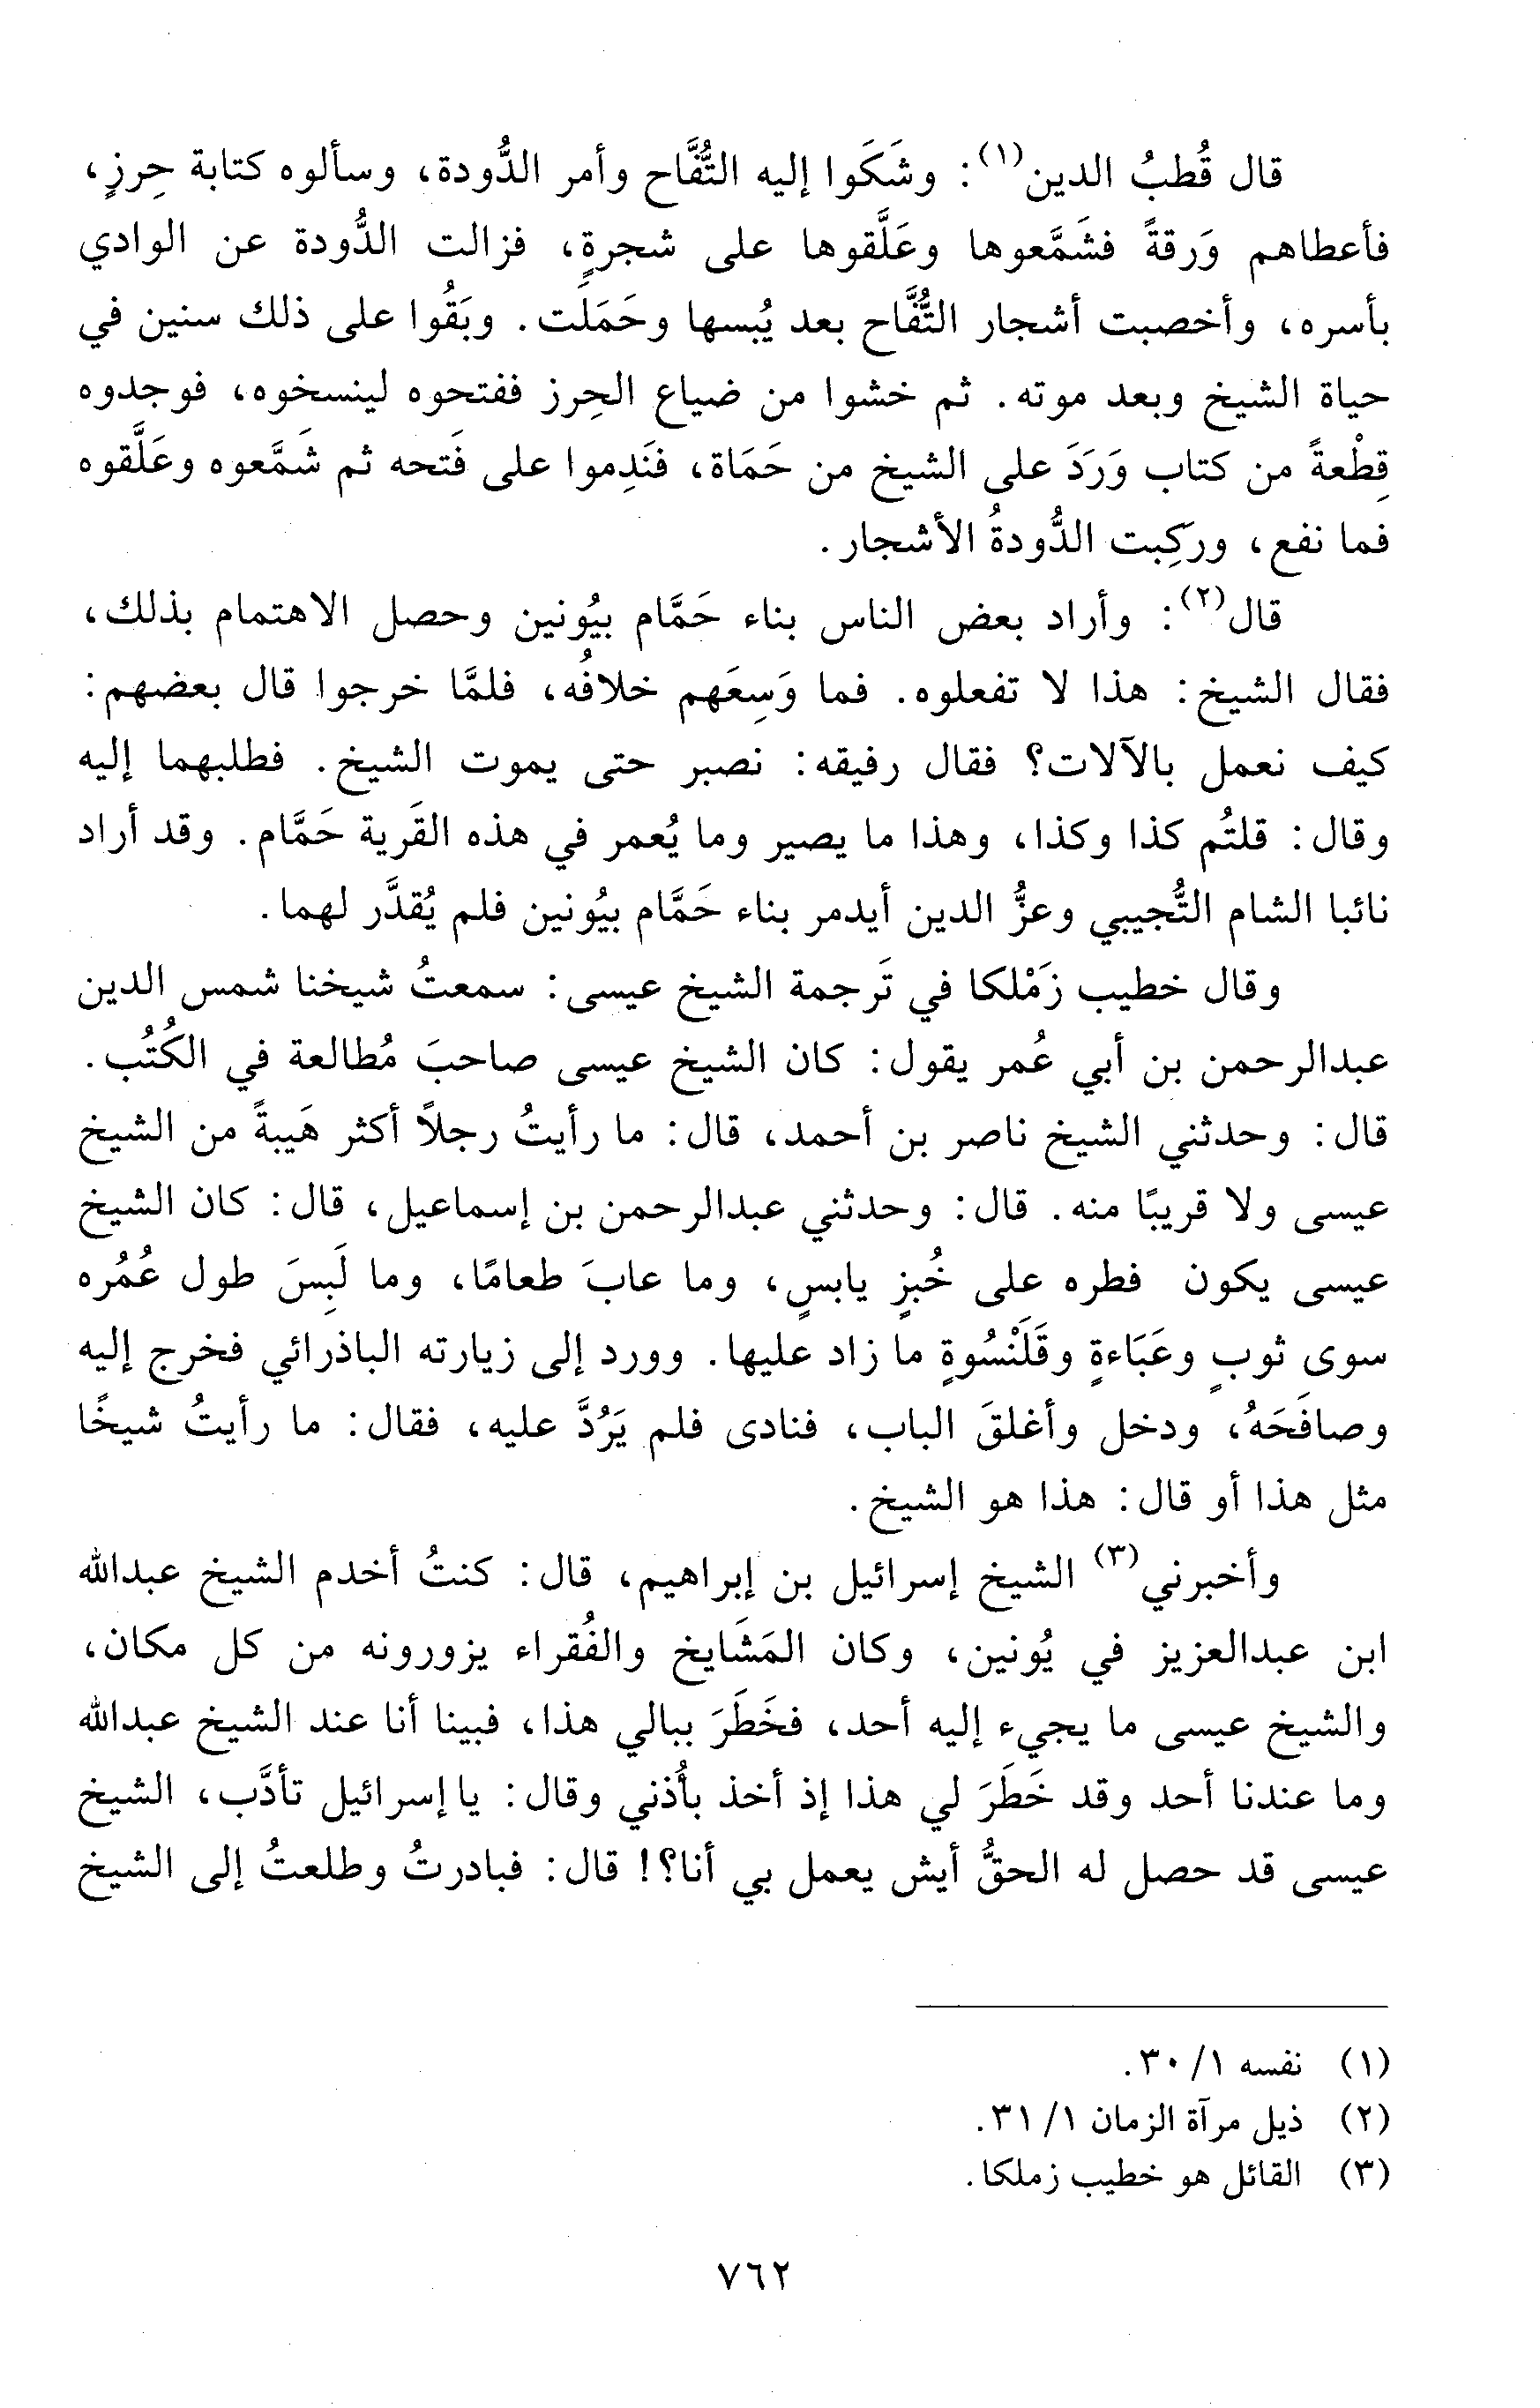 قال قُطبُ الدين(١): وشَكَوا إليه التُّفَّاح وأمر الدُّودة، وسألوه كتابة حِرزٍ،
فأعطاهم وَرقةً فشَمَّعوها وعَلَّقوها على شجرةٍ، فزالت الدُّودة عن الوادي
بأسره، وأخصبت أشجار التُّفَّاح بعد يُبسها وحَمَلَت. وبَقُوا على ذلك سنين في
حياة الشيخ وبعد موته. ثم خشوا من ضياع الحِرز ففتحوه لينسخوه، فوجدوه
قِطْعةً من كتاب وَرَدَ على الشيخ من حَمَاة، فنَدِموا على فَتحه ثم شَمَّعوه وعَلَّقوه
فما نفع، وركِبت الدُّودةُ الأشجار.
قال(٢): وأراد بعض الناس بناء حَمَّام بيُونين وحصل الاهتمام بذلك،
فقال الشيخ: هذا لا تفعلوه. فما وَسِعَهم خلافُه، فلمَّا خرجوا قال بعضهم:
كيف نعمل بالآلات؟ فقال رفيقه: نصبر حتى يموت الشيخ. فطلبهما إليه
وقال: قلتُم كذا وكذا، وهذا ما يصير وما يُعمر في هذه القَرية حَمَّام. وقد أراد
نائبا الشام التُّجيبي وعزُّ الدين أيدمر بناء حَمَّام بيُونين فلم يُقدَّر لهما.
وقال خطيب زَمْلكا في تَرجمة الشيخ عيسى: سمعتُ شيخنا شمس الدين
عبدالرحمن بن أبي عُمر يقول: كان الشيخ عيسى صاحبَ مُطالعة في الكُتُب.
قال: وحدثني الشيخ ناصر بن أحمد، قال: ما رأيتُ رجلاً أكثر هَيبةً من الشيخ
عيسى ولا قريبًا منه. قال: وحدثني عبدالرحمن بن إسماعيل، قال: كان الشيخ
عيسى يكون فطره على خُبزٍ يابسٍ، وما عابَ طعامًا، وما لَبِسَ طول عُمُره
سوى ثوبٍ وعَبَاءةٍ وقَلَنْسُوةٍ ما زاد عليها. وورد إلى زيارته الباذرائي فخرج إليه
وصافَحَهُ، ودخل وأغلقَ الباب، فنادى فلم يَرُدَّ عليه، فقال: ما رأيتُ شيخًا
مثل هذا أو قال: هذا هو الشيخ.
وأخبرني(٣) الشيخ إسرائيل بن إبراهيم، قال: كنتُ أخدم الشيخ عبدالله
ابن عبدالعزيز في يُونين، وكان المَشَايخ والفُقراء يزورونه من كل مكان،
والشيخ عيسى ما يجيء إليه أحد، فخَطَرَ ببالي هذا، فبينا أنا عند الشيخ عبدالله
وما عندنا أحد وقد خَطَرَ لي هذا إذ أخذ بأُذني وقال: يا إسرائيل تأدَّب، الشيخ
عيسى قد حصل له الحقُّ أيش يعمل بي أنا؟! قال: فبادرتُ وطلعتُ إلى الشيخ
(١) نفسه ١/ ٣٠.
(٢) ذيل مرآة الزمان ١/ ٣١.
(٣) القائل هو خطيب زملكا.
٧٦٢